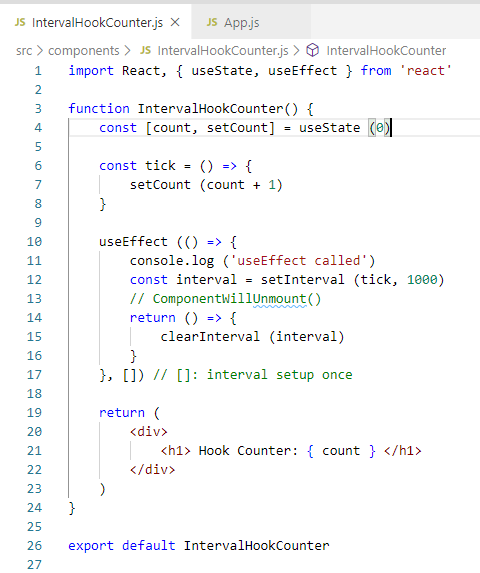 JS IntervalHookCounter.js × JS App.js
src > components > JS IntervalHookCounter.js > IntervalHookCounter
1 import React, { useState, useEffect } from 'react'
2
3 function IntervalHookCounter() {
4     const [count, setCount] = useState (0)
5
6     const tick = () => {
7         setCount (count + 1)
8     }
9
10     useEffect (() => {
11         console.log ('useEffect called')
12         const interval = setInterval (tick, 1000)
13         // ComponentWillUnmount()
14         return () => {
15             clearInterval (interval)
16         }
17     }, []) // []: interval setup once
18
19     return (
20         <div>
21             <h1> Hook Counter: { count } </h1>
22         </div>
23     )
24 }
25
26 export default IntervalHookCounter
27